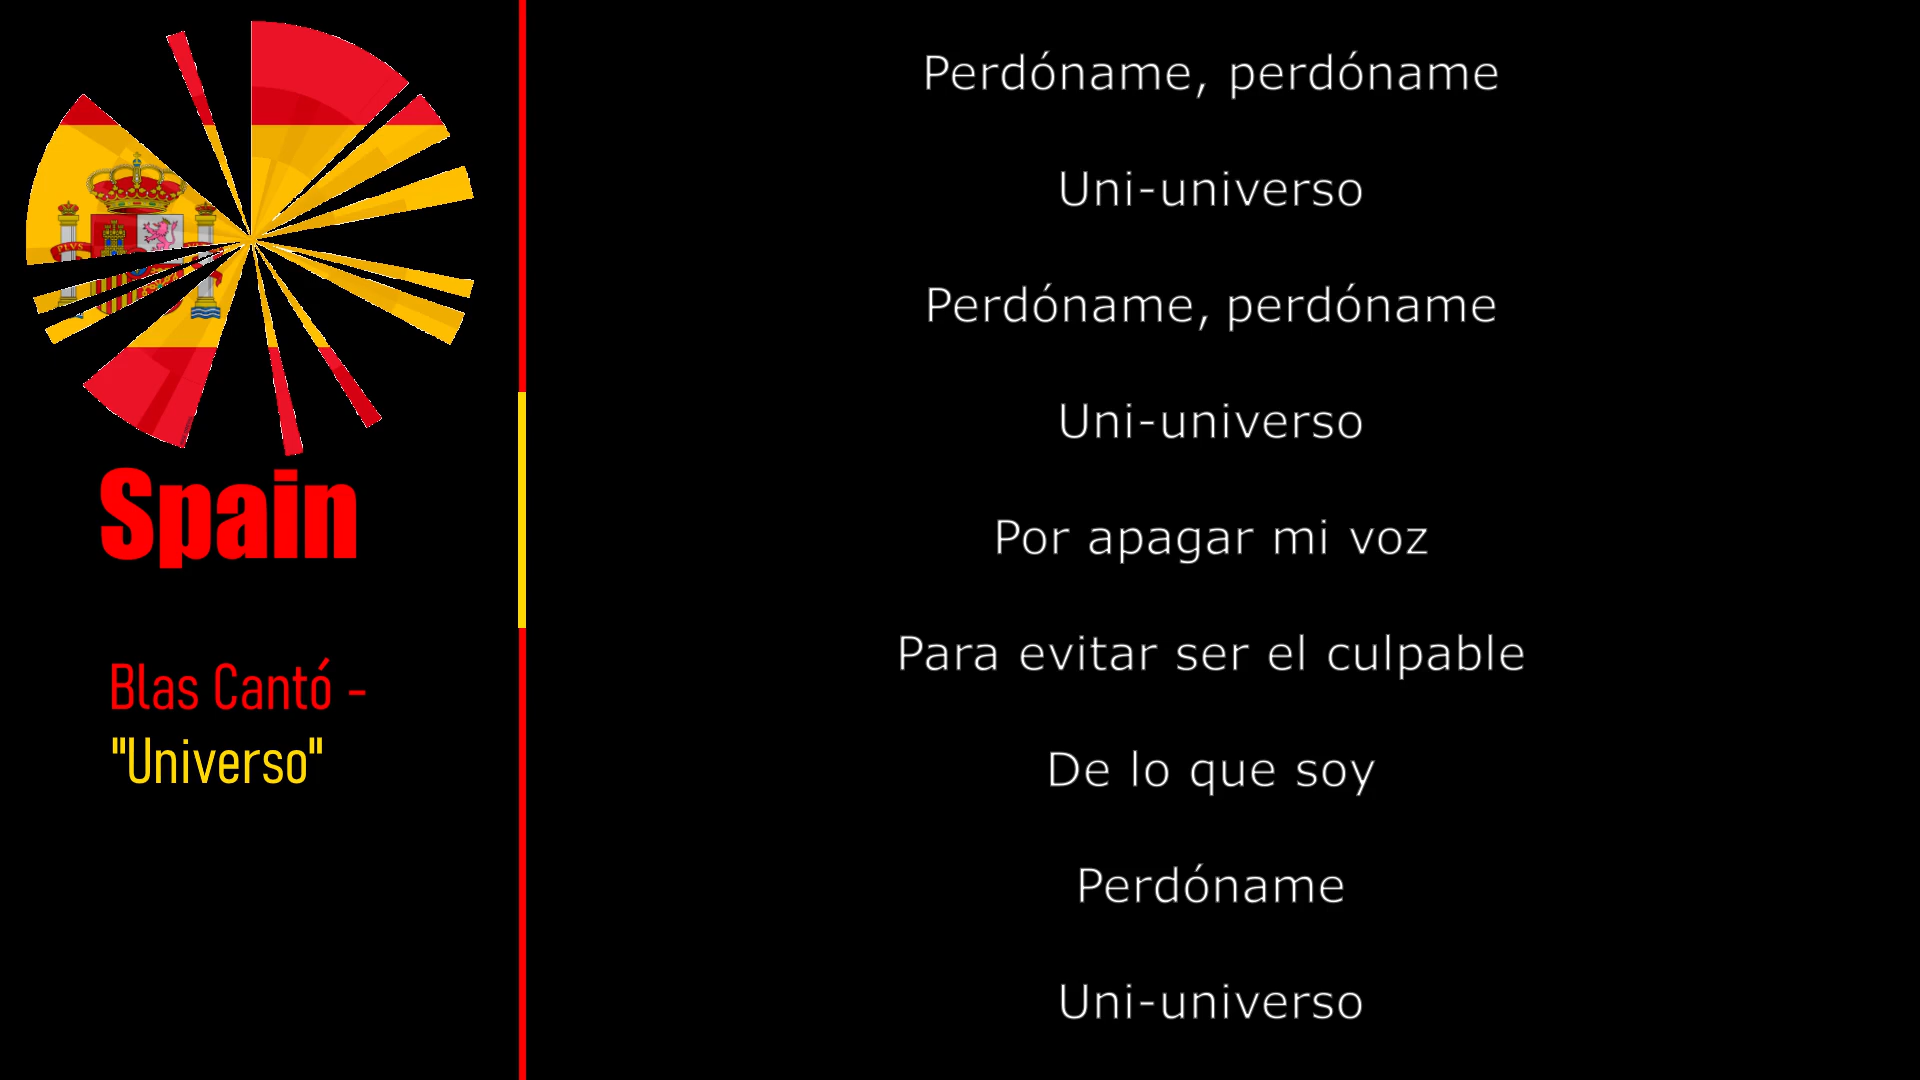 PLVS
Spain
Blas Cantó -
"Universo"
Perdóname, perdóname
Uni-universo
Perdóname, perdóname
Uni-universo
Por apagar mi voz
Para evitar ser el culpable
De lo que soy
Perdóname
Uni-universo